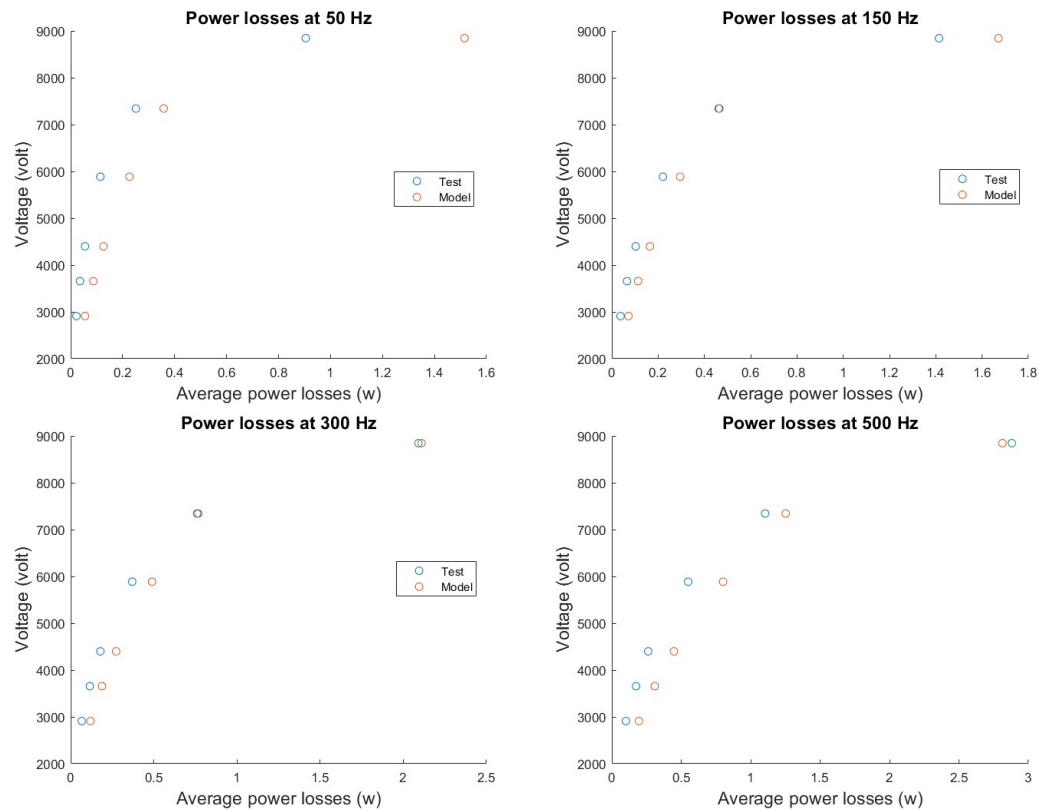 Power losses at 50 Hz
9000
8000
7000
6000
5000
4000
3000
2000
Voltage (volt)
Test
Model
0 0.2 0.4 0.6 0.8 1 1.2 1.4 1.6
Average power losses (w)
Power losses at 150 Hz
9000
8000
7000
6000
5000
4000
3000
2000
Voltage (volt)
Test
Model
0 0.2 0.4 0.6 0.8 1 1.2 1.4 1.6 1.8
Average power losses (w)
Power losses at 300 Hz
9000
8000
7000
6000
5000
4000
3000
2000
Voltage (volt)
Test
Model
0 0.5 1 1.5 2 2.5
Average power losses (w)
Power losses at 500 Hz
9000
8000
7000
6000
5000
4000
3000
2000
Voltage (volt)
0 0.5 1 1.5 2 2.5 3
Average power losses (w)